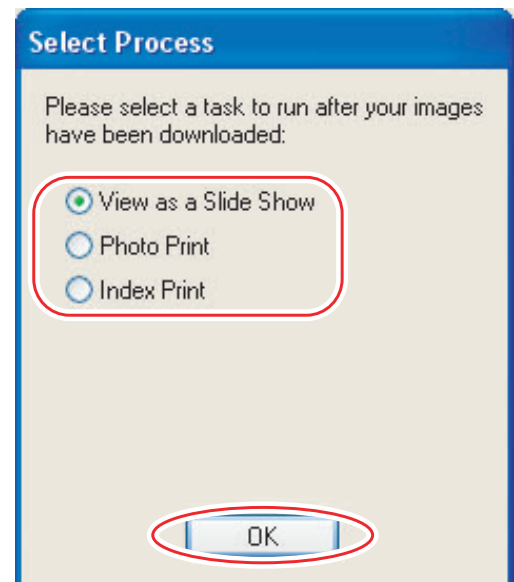 Select Process
Please select a task to run after your images
have been downloaded:
View as a Slide Show
Photo Print
Index Print
OK